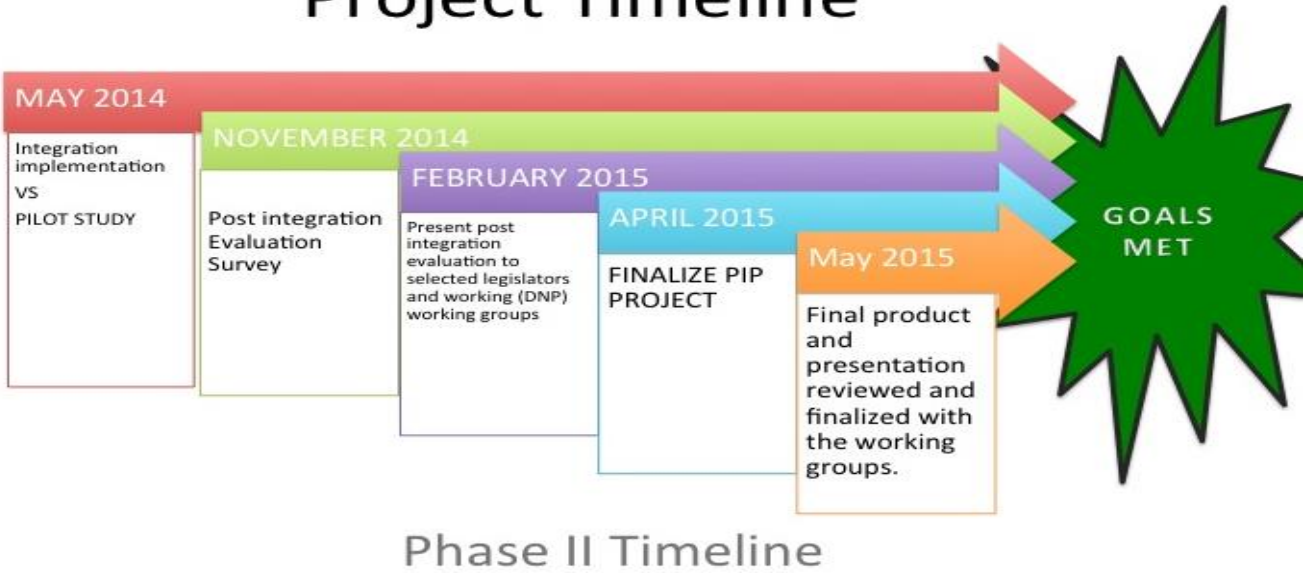 Project Timeline
MAY 2014
Integration
implementation
VS
PILOT STUDY
NOVEMBER 2014
Post integration
Evaluation
Survey
FEBRUARY 2015
Present post
integration
evaluation to
selected legislators
and working (DNP)
working groups
APRIL 2015
FINALIZE PIP
PROJECT
May 2015
Final product
and
presentation
reviewed and
finalized with
the working
groups.
GOALS
MET
Phase II Timeline